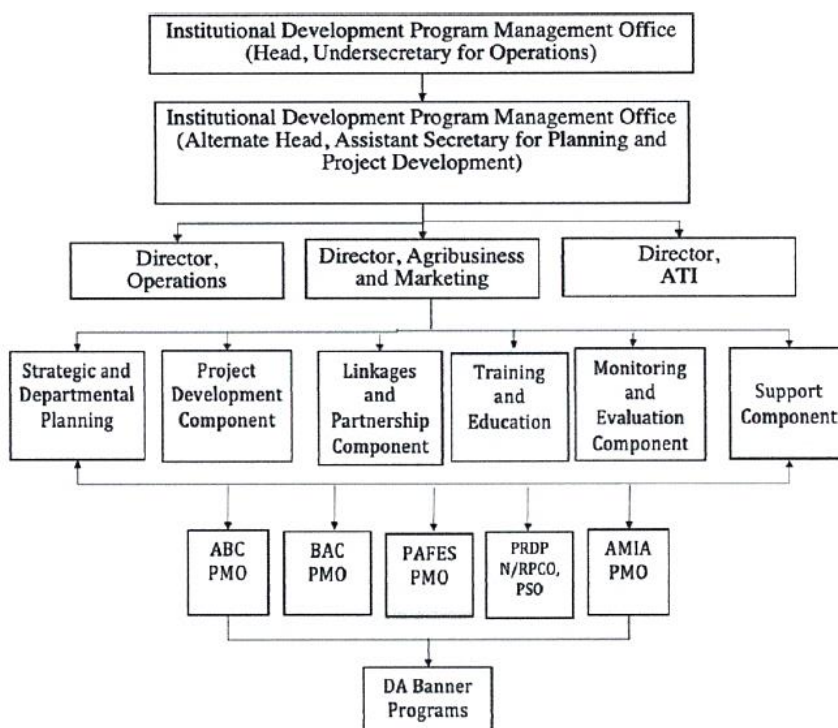 Institutional Development Program Management Office
(Head, Undersecretary for Operations)
Institutional Development Program Management Office
(Alternate Head, Assistant Secretary for Planning and
Project Development)
Director,
Operations
Director, Agribusiness
and Marketing
Director,
ATI
Strategic and
Departmental
Planning
Project
Development
Component
Linkages
and
Partnership
Component
Training
and
Education
Monitoring
and
Evaluation
Component
Support
Component
ABC
PMO
BAC
PMO
PAFES
PMO
PRDP
N/RPCO,
PSO
AMIA
PMO
DA Banner
Programs